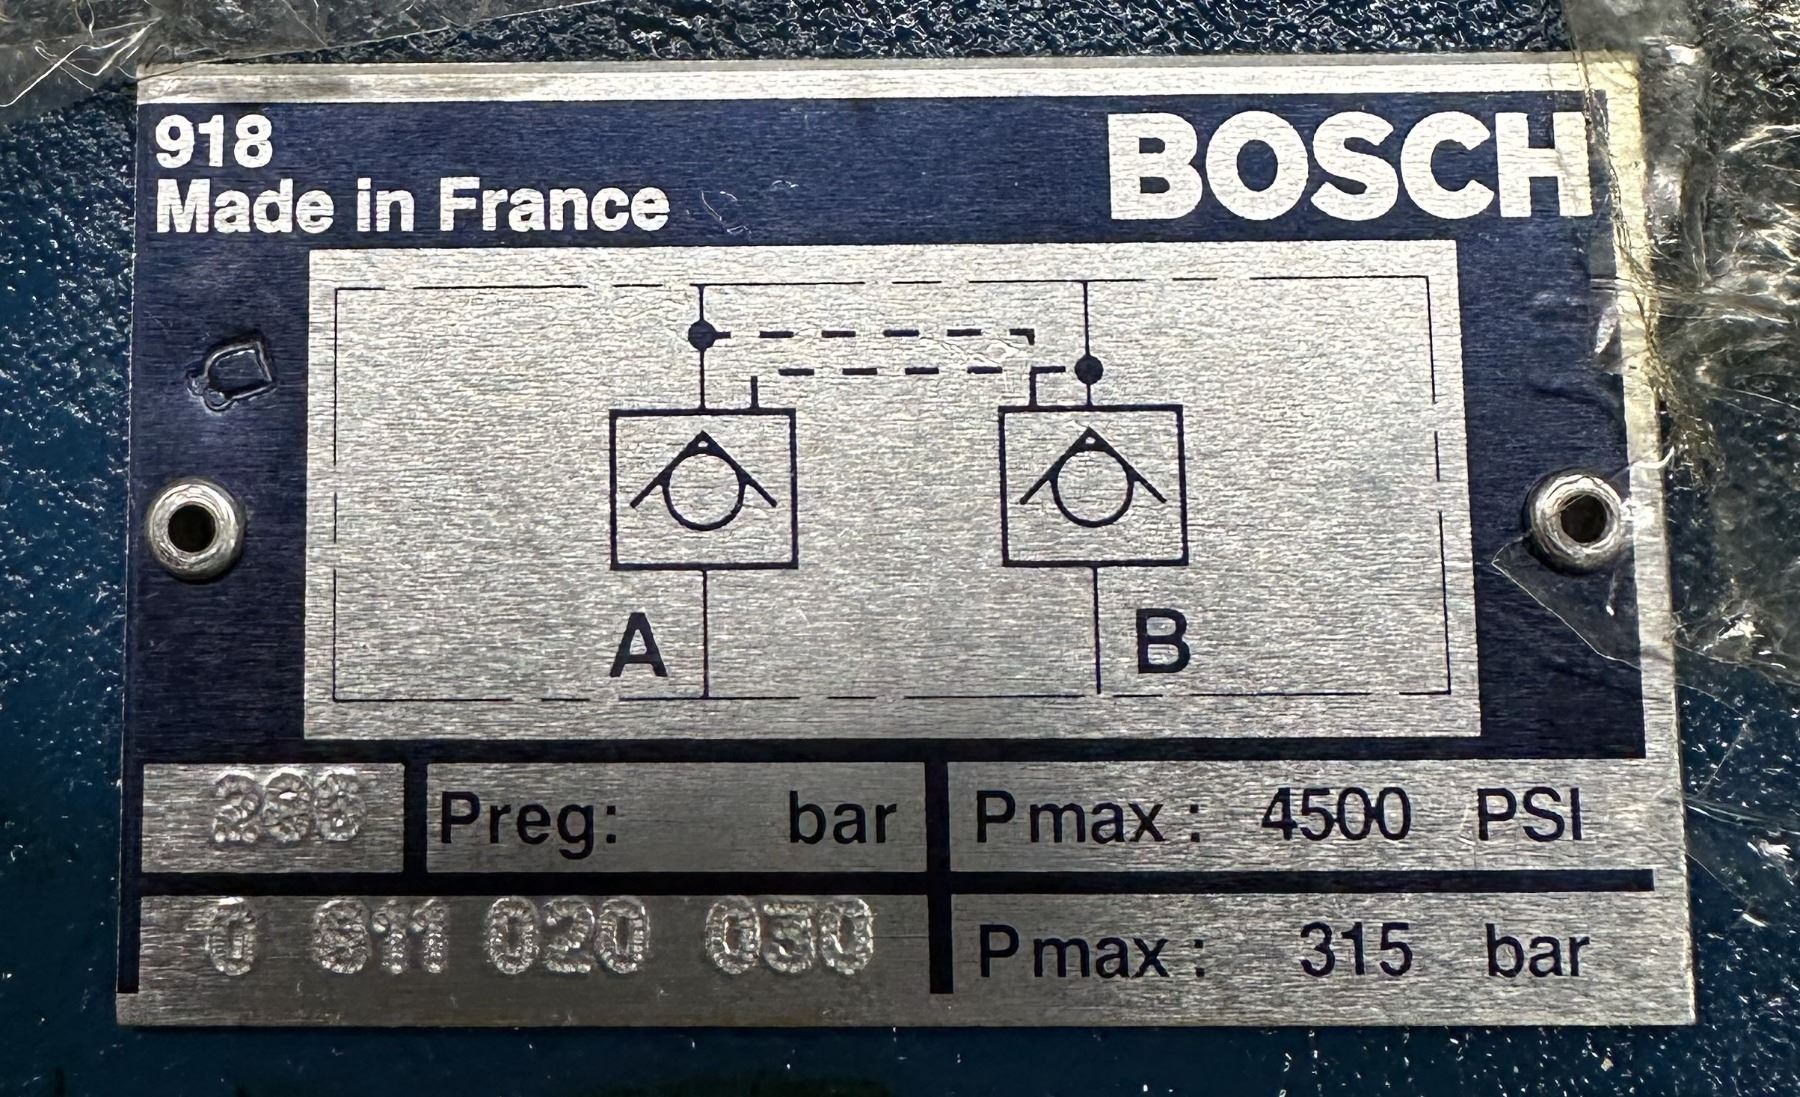 918
BOSCH
Made in France
A
B
Preg: bar
Pmax: 4500 PSI
0 811 020 030
Pmax: 315 bar